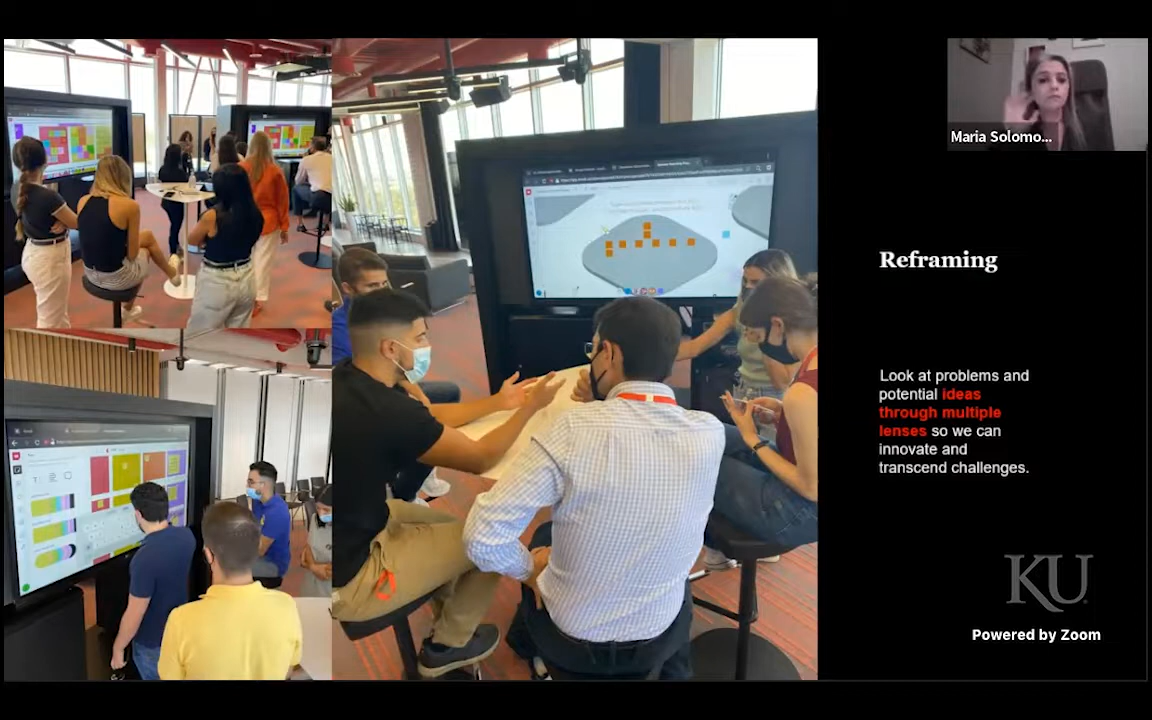 Maria Solomo...
Reframing
Look at problems and
potential ideas
through multiple
lenses so we can
innovate and
transcend challenges.
KU
Powered by Zoom